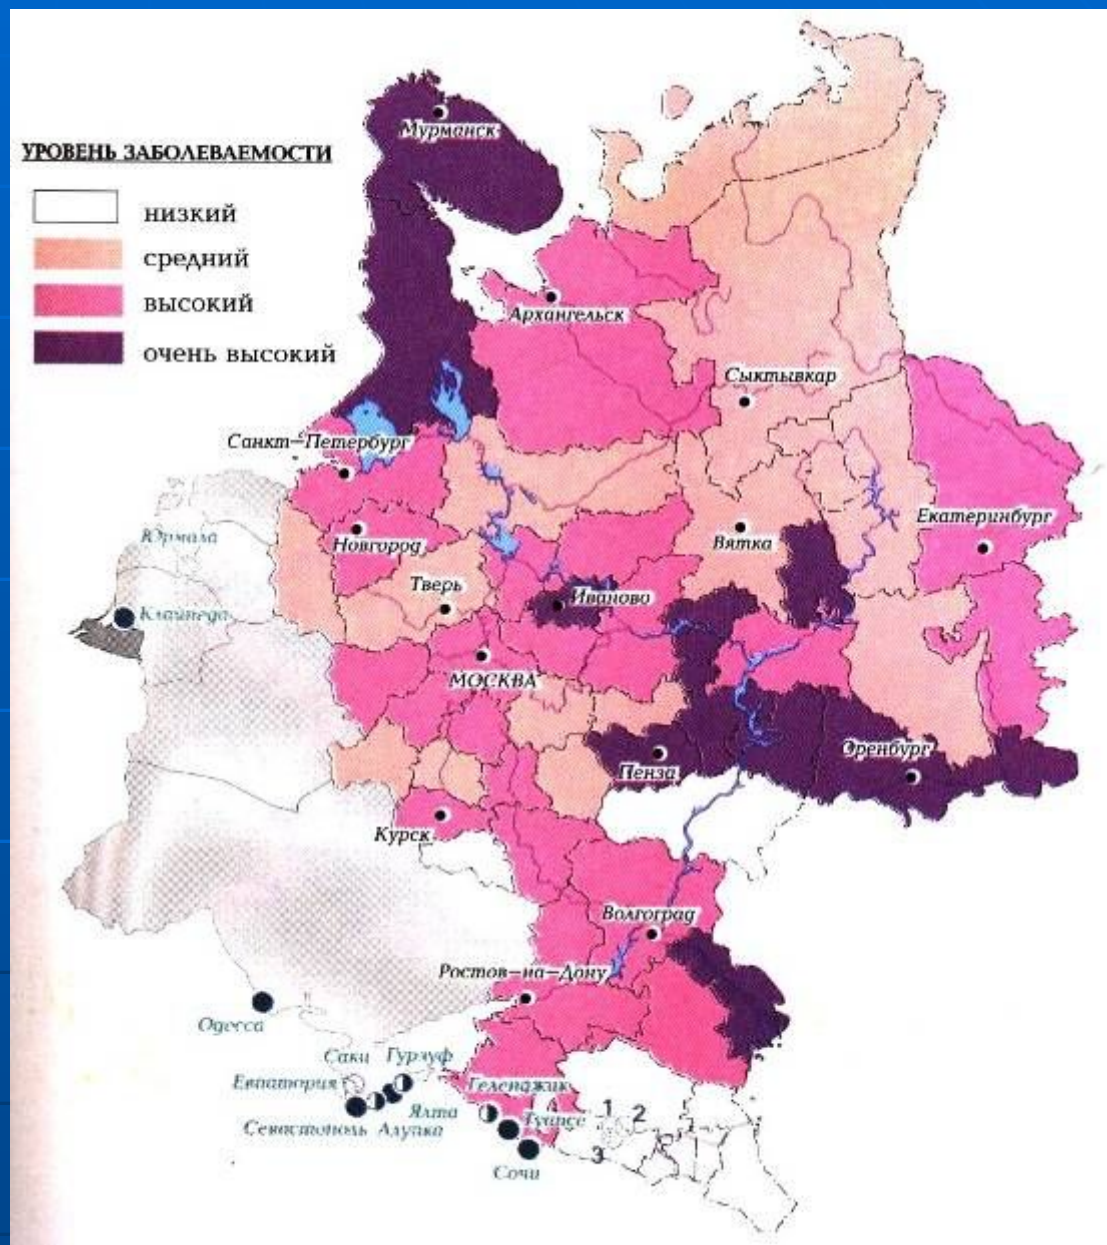 УРОВЕНЬ ЗАБОЛЕВАЕМОСТИ
низкий
средний
высокий
очень высокий
Мурманск
Архангельск
Сыктывкар
Санкт-Петербург
Новгород
Вятка
Екатеринбург
Юрмала
Тверь
Иваново
Клайпеда
МОСКВА
Пенза
Эренбург
Курск
Волгоград
Ростов-на-Дону
Одесса
Саки
Гурзуф
Евпатория
Геленджик
Ялта
Туапсе
Севастополь
Алупка
Сочи
1
2
3